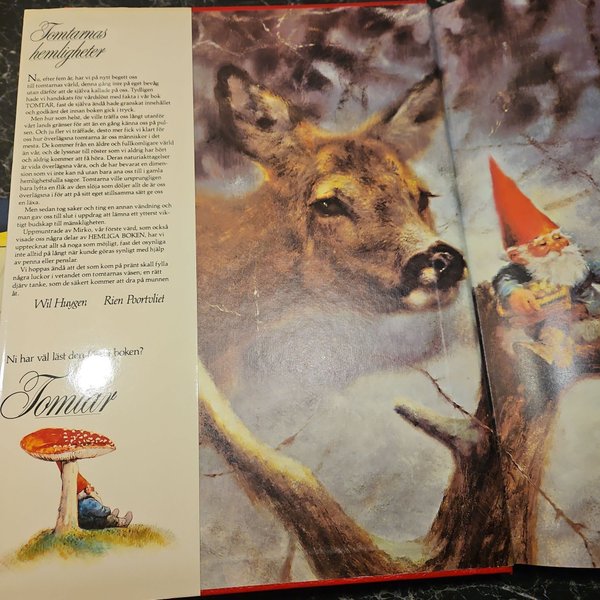 Tomtarnas
hemligheter
Nu, efter fem år, har vi på nytt begett oss
till tomtarnas värld, denna gång inte på eget bevåg
utan därför att de själva kallade på oss. Tydligen
hade vi handskats för vårdslöst med fakta i vår bok
TOMTAR, fast de själva ändå hade granskat innehållet
och godkänt det innan boken gick i tryck.
Men hur som helst, de ville träffa oss långt utanför
vårt lands gränser för att än en gång känna oss på pul-
sen. Och ju fler vi träffade, desto mer fick vi klart för
oss hur överlägsna tomtarna är oss människor i det
mesta. De kommer från en äldre och fullkomligare värld
än vår, och de lyssnar till röster som vi aldrig har hört
och aldrig kommer att få höra. Deras naturiakttagelser
är vida överlägsna våra, och de har bevarat en dimen-
sion som vi inte kan nå utan bara ana oss till i gamla
hemlighetsfulla sagor. Tomtarna ville ursprungligen
bara lyfta en flik av den slöja som döljer allt de är oss
överlägsna i för att på sitt eget stillsamma sätt ge oss
en läxa.
Men sedan tog saker och ting en annan vändning och
man gav oss till slut i uppdrag att lämna ett ytterst vik-
tigt budskap till mänskligheten.
Uppmuntrade av Mirko, vår förste värd, som också
visade oss några delar av HEMLIGA BOKEN, har vi
upptecknat allt så noga som möjligt, fast det osynliga
inte alltid på långt när kunde göras synligt med hjälp
av penna eller penslar.
Vi hoppas ändå att det som kom på pränt skall fylla
några luckor i vetandet om tomtarnas väsen, en rätt
djärv tanke, som de säkert kommer att dra på munnen
åt.
Wil Huygen Rien Poortvliet
Ni har väl läst den boken?
Tomtar